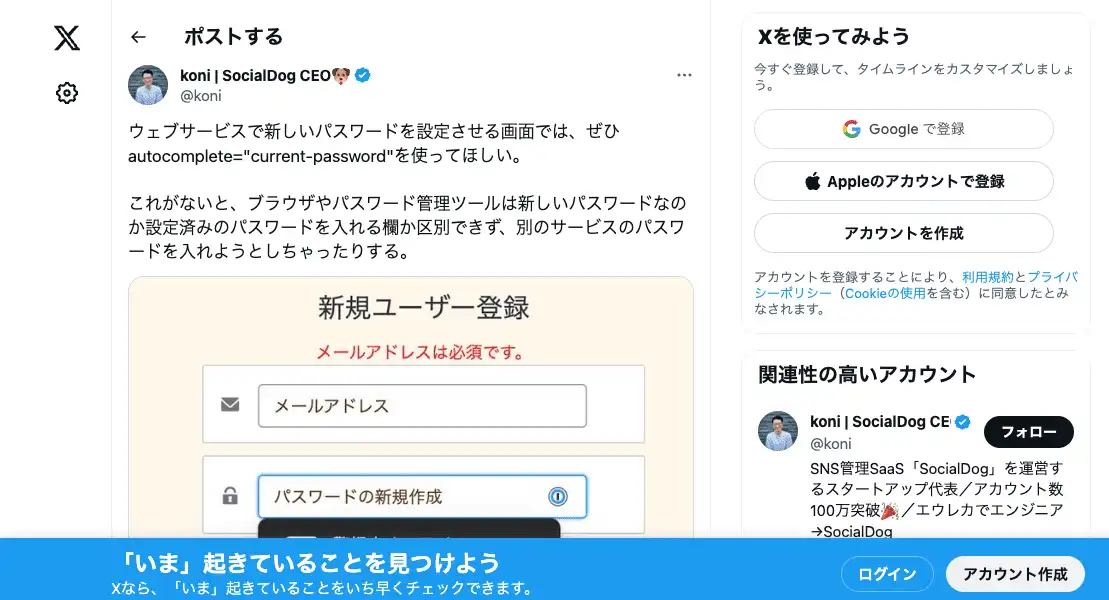 ポストする
koni | SocialDog CEO🐶
@koni
ウェブサービスで新しいパスワードを設定させる画面では、ぜひ
autocomplete="current-password"を使ってほしい。
これがないと、ブラウザやパスワード管理ツールは新しいパスワードなの
か設定済みのパスワードを入れる欄か区別できず、別のサービスのパスワ
ードを入れようとしちゃったりする。
新規ユーザー登録
メールアドレスは必須です。
メールアドレス
パスワードの新規作成
Xを使ってみよう
今すぐ登録して、タイムラインをカスタマイズしましょ
う。
Google で登録
Appleのアカウントで登録
アカウントを作成
アカウントを登録することにより、利用規約とプライバ
シーポリシー（Cookieの使用を含む）に同意したとみ
なされます。
関連性の高いアカウント
koni | SocialDog CE
@koni
フォロー
SNS管理SaaS「SocialDog」を運営す
るスタートアップ代表／アカウント数
100万突破🎉／エウレカでエンジニア
→SocialDog
「いま」起きていることを見つけよう
Xなら、「いま」起きていることをいち早くチェックできます。
ログイン
アカウント作成